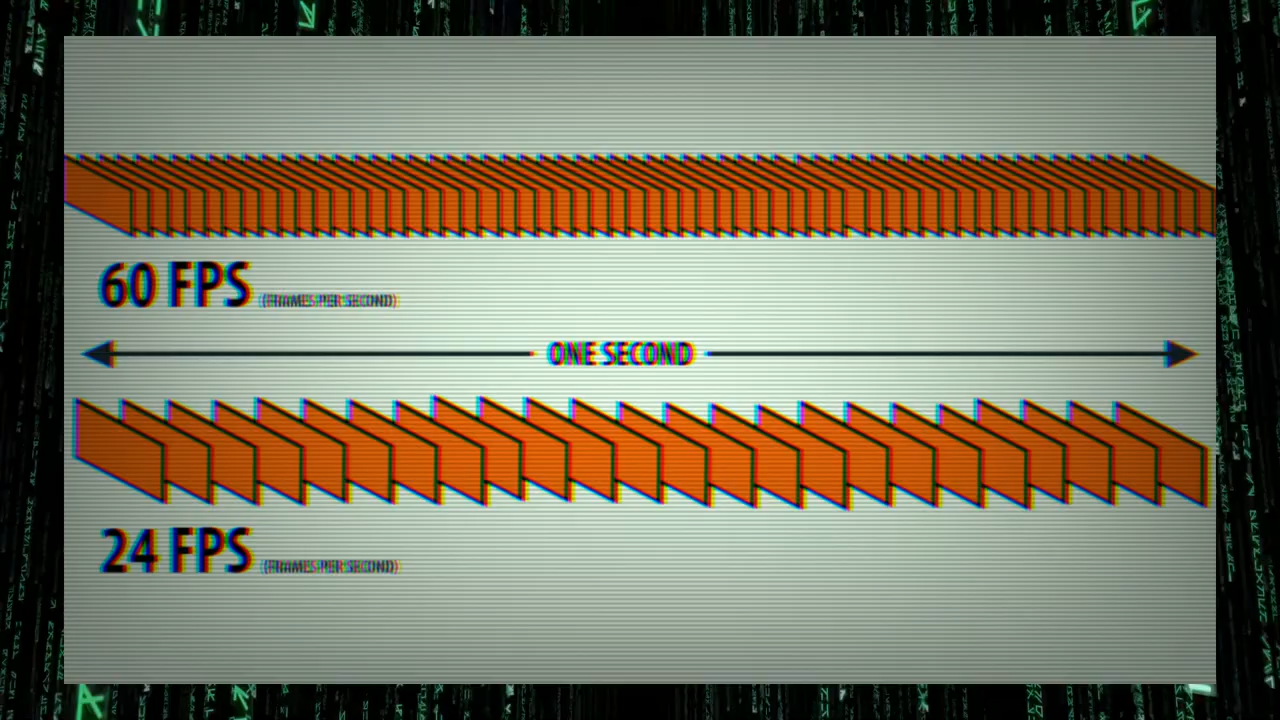 60 FPS (FRAMES PER SECOND)
ONE SECOND
24 FPS (FRAMES PER SECOND)